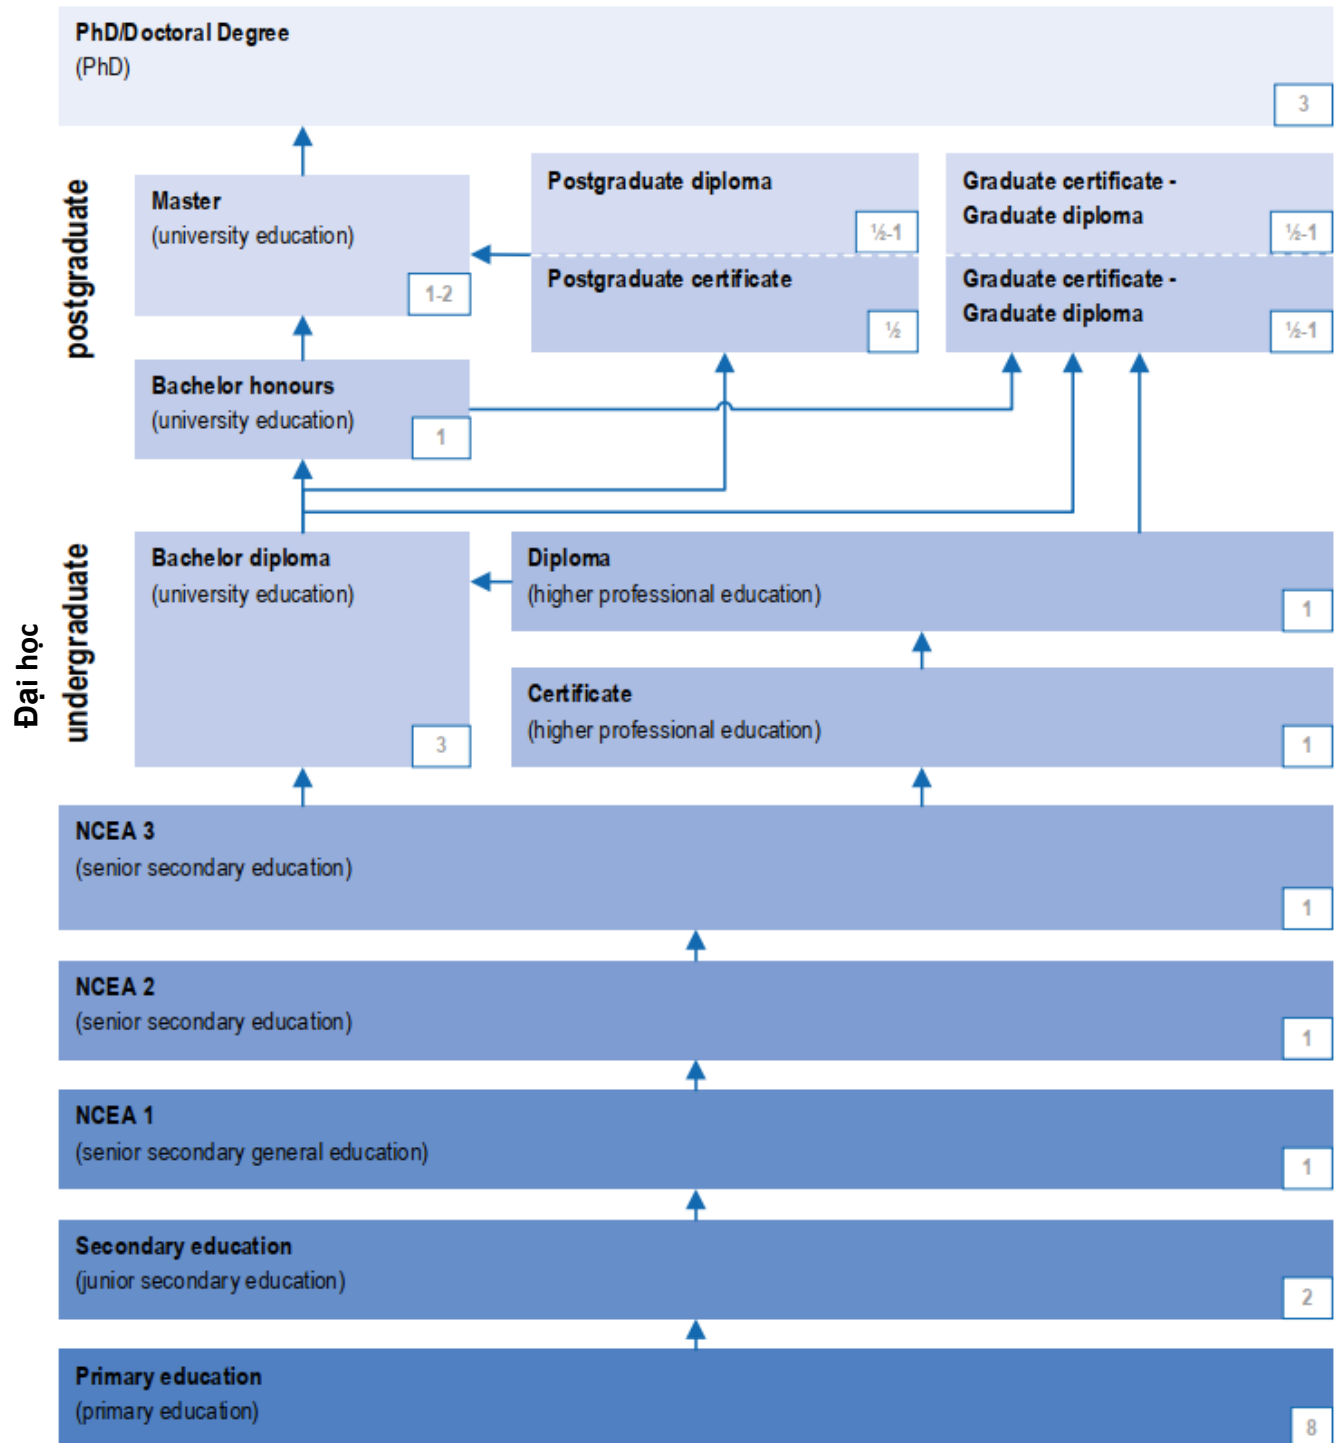 PhD/Doctoral Degree
(PhD)
3
postgraduate
Master
(university education)
1-2
Postgraduate diploma
½-1
Postgraduate certificate
½
Graduate certificate -
Graduate diploma
½-1
Graduate certificate -
Graduate diploma
½-1
Bachelor honours
(university education)
1
Đại học
undergraduate
Bachelor diploma
(university education)
3
Diploma
(higher professional education)
1
Certificate
(higher professional education)
1
NCEA 3
(senior secondary education)
1
NCEA 2
(senior secondary education)
1
NCEA 1
(senior secondary general education)
1
Secondary education
(junior secondary education)
2
Primary education
(primary education)
8